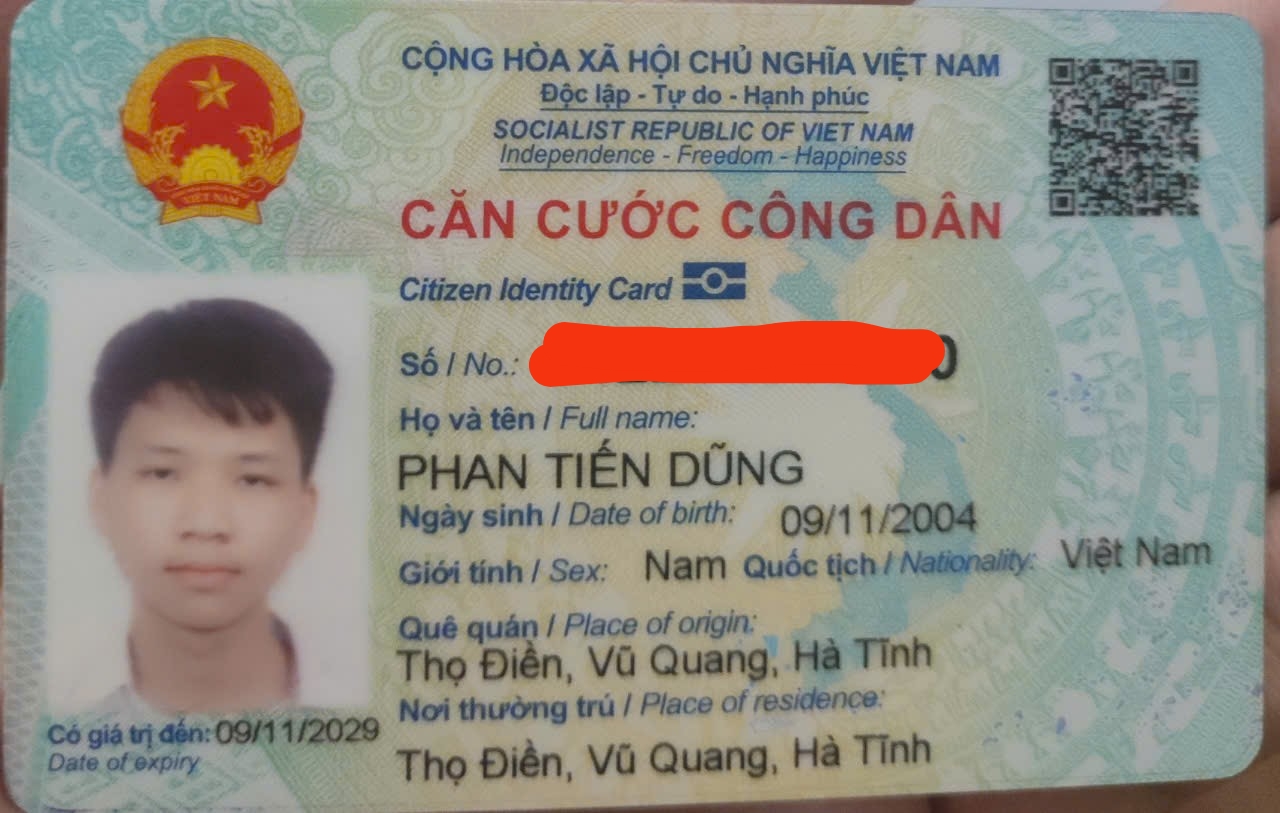 CỘNG HÒA XÃ HỘI CHỦ NGHĨA VIỆT NAM
Độc lập - Tự do - Hạnh phúc
SOCIALIST REPUBLIC OF VIET NAM
Independence - Freedom - Happiness
CĂN CƯỚC CÔNG DÂN
Citizen Identity Card
Số / No.:
Họ và tên / Full name:
PHAN TIẾN DŨNG
Ngày sinh / Date of birth: 09/11/2004
Giới tính / Sex: Nam Quốc tịch / Nationality: Việt Nam
Quê quán / Place of origin:
Thọ Điền, Vũ Quang, Hà Tĩnh
Nơi thường trú / Place of residence:
Thọ Điền, Vũ Quang, Hà Tĩnh
Có giá trị đến: 09/11/2029
Date of expiry
VIET NAM